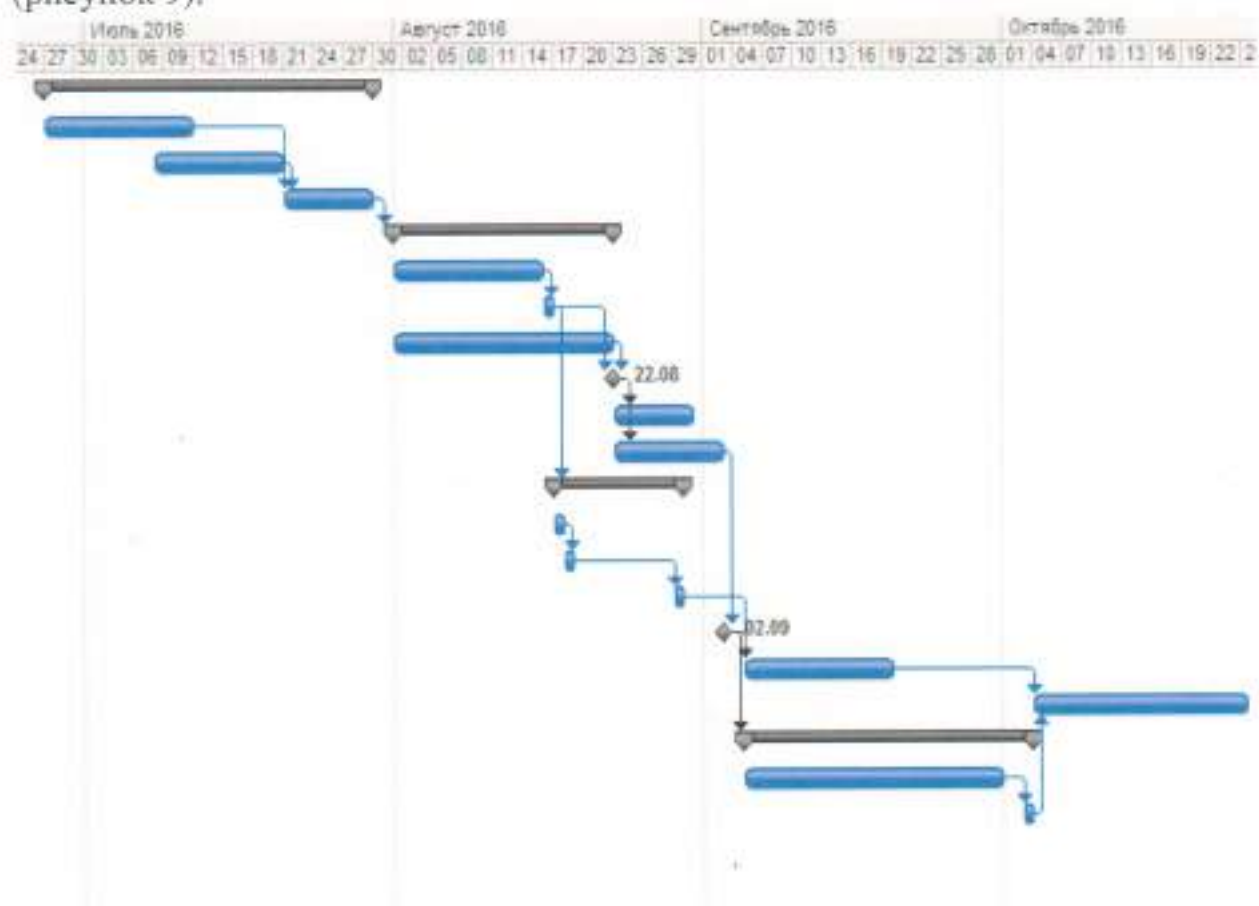 (рисунок 9).
Июль 2016 Август 2016 Сентябрь 2016 Октябрь 2016
24 27 30 03 06 09 12 15 18 21 24 27 30 02 05 08 11 14 17 20 23 26 29 01 04 07 10 13 16 19 22 25 28 01 04 07 10 13 16 19 22 2
22.08
02.09